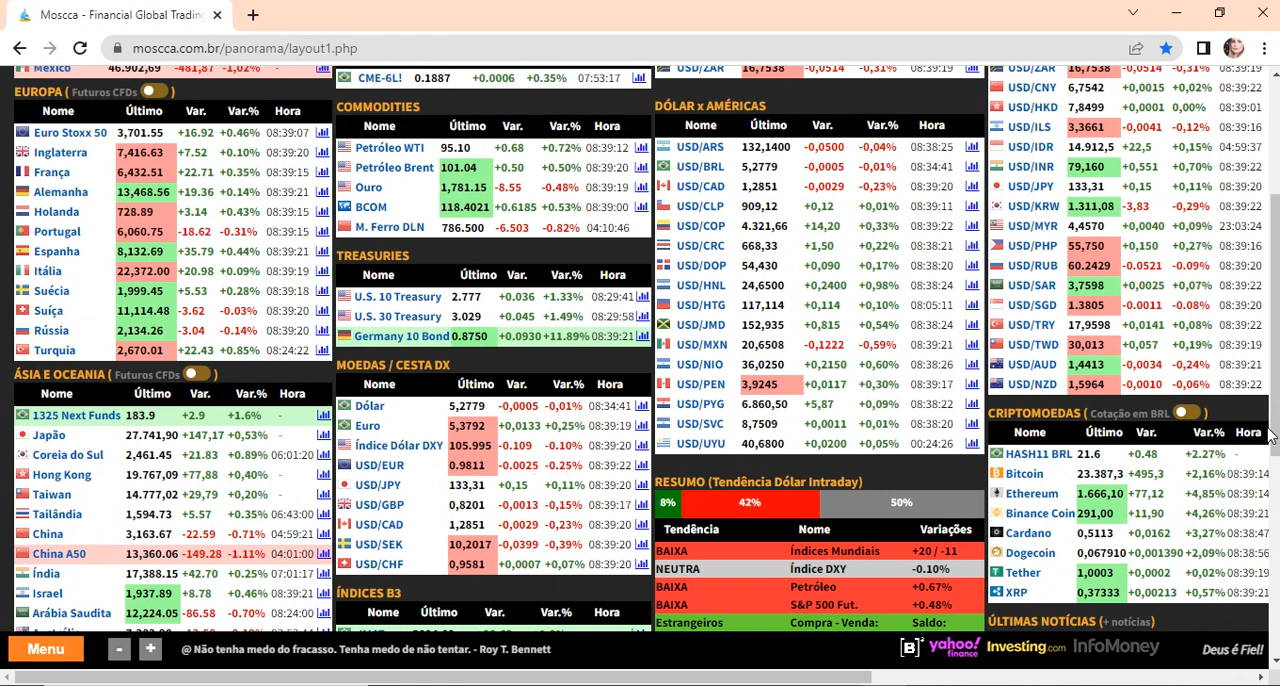 Moscca - Financial Global Trading
moscca.com.br/panorama/layout1.php
México 46.902,69 -481,87 -1,02%
EUROPA ( Futuros CFDs )
Nome Último Var. Var.% Hora
Euro Stoxx 50 3,701.55 +16.92 +0.46% 08:39:07
Inglaterra 7,416.63 +7.52 +0.10% 08:39:20
França 6,432.51 +22.71 +0.35% 08:39:15
Alemanha 13,468.56 +19.36 +0.14% 08:39:21
Holanda 728.89 +3.14 +0.43% 08:39:15
Portugal 6,060.75 -18.62 -0.31% 08:39:15
Espanha 8,132.69 +35.79 +0.44% 08:39:21
Itália 22,372.00 +20.98 +0.09% 08:39:19
Suécia 1,999.45 +5.53 +0.28% 08:39:18
Suíça 11,114.48 -3.62 -0.03% 08:39:20
Rússia 2,134.26 -3.04 -0.14% 08:39:20
Turquia 2,670.01 +22.43 +0.85% 08:24:22
ÁSIA E OCEANIA ( Futuros CFDs )
Nome Último Var. Var.% Hora
1325 Next Funds 183.9 +2.9 +1.6% -
Japão 27.741,90 +147,17 +0,53% -
Coreia do Sul 2,461.45 +21.83 +0.89% 06:01:20
Hong Kong 19.767,09 +77,88 +0,40% -
Taiwan 14.777,02 +29,79 +0,20% -
Tailândia 1,594.73 +5.57 +0.35% 06:43:00
China 3,163.67 -22.59 -0.71% 04:59:21
China A50 13,360.06 -149.28 -1.11% 04:01:00
Índia 17,388.15 +42.70 +0.25% 07:01:17
Israel 1,937.89 +8.78 +0.46% 08:39:21
Arábia Saudita 12,224.05 -86.58 -0.70% 08:24:00
CME-6L! 0.1887 +0.0006 +0.35% 07:53:17
COMMODITIES
Nome Último Var. Var.% Hora
Petróleo WTI 95.10 +0.68 +0.72% 08:39:12
Petróleo Brent 101.04 +0.50 +0.50% 08:39:20
Ouro 1,781.15 -8.55 -0.48% 08:39:19
BCOM 118.4021 +0.6185 +0.53% 08:39:00
M. Ferro DLN 786.500 -6.503 -0.82% 04:10:46
TREASURIES
Nome Último Var. Var.% Hora
U.S. 10 Treasury 2.777 +0.036 +1.33% 08:29:41
U.S. 30 Treasury 3.029 +0.045 +1.49% 08:29:58
Germany 10 Bond 0.8750 +0.0930 +11.89% 08:39:21
MOEDAS / CESTA DX
Nome Último Var. Var.% Hora
Dólar 5,2779 -0,0005 -0,01% 08:34:41
Euro 5,3792 +0,0133 +0,25% 08:39:19
Índice Dólar DXY 105.995 -0.109 -0.10% 08:39:20
USD/EUR 0,9811 -0,0025 -0,25% 08:39:22
USD/JPY 133,31 +0,15 +0,11% 08:39:20
USD/GBP 0,8201 -0,0013 -0,15% 08:39:17
USD/CAD 1,2851 -0,0029 -0,23% 08:39:20
USD/SEK 10,2017 -0,0399 -0,39% 08:39:20
USD/CHF 0,9581 +0,0007 +0,07% 08:39:20
ÍNDICES B3
Nome Último Var. Var.% Hora
USD/ZAR 16,7538 -0,0514 -0,31% 08:39:19
DÓLAR x AMÉRICAS
Nome Último Var. Var.% Hora
USD/ARS 132,1400 -0,0500 -0,04% 08:38:25
USD/BRL 5,2779 -0,0005 -0,01% 08:34:41
USD/CAD 1,2851 -0,0029 -0,23% 08:39:20
USD/CLP 909,12 +0,12 +0,01% 08:39:11
USD/COP 4.321,66 +14,20 +0,33% 08:39:22
USD/CRC 668,33 +1,50 +0,22% 08:38:21
USD/DOP 54,430 +0,090 +0,17% 08:38:20
USD/HNL 24,6500 +0,2400 +0,98% 08:38:24
USD/HTG 117,114 +0,114 +0,10% 08:05:11
USD/JMD 152,935 +0,815 +0,54% 08:38:24
USD/MXN 20,6508 -0,1222 -0,59% 08:39:21
USD/NIO 36,0250 +0,2150 +0,60% 08:38:26
USD/PEN 3,9245 +0,0117 +0,30% 08:39:17
USD/PYG 6.860,50 +5,87 +0,09% 08:38:22
USD/SVC 8,7509 +0,0011 +0,01% 08:38:22
USD/UYU 40,6800 +0,0200 +0,05% 00:24:26
RESUMO (Tendência Dólar Intraday)
8% 42% 50%
Tendência Nome Variações
BAIXA Índices Mundiais +20 / -11
NEUTRA Índice DXY -0.10%
BAIXA Petróleo +0.67%
BAIXA S&P 500 Fut. +0.48%
Estrangeiros Compra - Venda: Saldo:
USD/ZAR 16,7538 -0,0514 -0,31% 08:39:19
USD/CNY 6,7542 +0,0015 +0,02% 08:39:22
USD/HKD 7,8499 +0,0001 0,00% 08:39:01
USD/ILS 3,3661 -0,0041 -0,12% 08:39:16
USD/IDR 14.912,5 +22,5 +0,15% 04:59:37
USD/INR 79,160 +0,551 +0,70% 08:39:22
USD/JPY 133,31 +0,15 +0,11% 08:39:20
USD/KRW 1.311,08 -3,83 -0,29% 08:39:22
USD/MYR 4,4570 +0,0040 +0,09% 23:03:24
USD/PHP 55,750 +0,150 +0,27% 08:39:16
USD/RUB 60.2429 -0.0521 -0.09% 08:39:20
USD/SAR 3,7598 +0,0025 +0,07% 08:39:22
USD/SGD 1.3805 -0.0011 -0.08% 08:39:20
USD/TRY 17,9598 +0,0141 +0,08% 08:39:22
USD/TWD 30,013 +0,057 +0,19% 08:39:19
USD/AUD 1,4413 -0,0034 -0,24% 08:39:21
USD/NZD 1,5964 -0,0010 -0,06% 08:39:22
CRIPTOMOEDAS ( Cotação em BRL )
Nome Último Var. Var.% Hora
HASH11 BRL 21.6 +0.48 +2.27% -
Bitcoin 23.387,3 +495,3 +2,16% 08:39:14
Ethereum 1.666,10 +77,12 +4,85% 08:39:14
Binance Coin 291,00 +11,90 +4,26% 08:39:21
Cardano 0,5113 +0,0162 +3,27% 08:38:47
Dogecoin 0,067910 +0,001390 +2,09% 08:38:56
Tether 1,0003 +0,0002 +0,02% 08:39:19
XRP 0,37333 +0,00213 +0,57% 08:39:21
ÚLTIMAS NOTÍCIAS (+ notícias)
Menu - + @ Não tenha medo do fracasso. Tenha medo de não tentar. - Roy T. Bennett [B]³ yahoo! finance Investing.com InfoMoney Deus é Fiel!